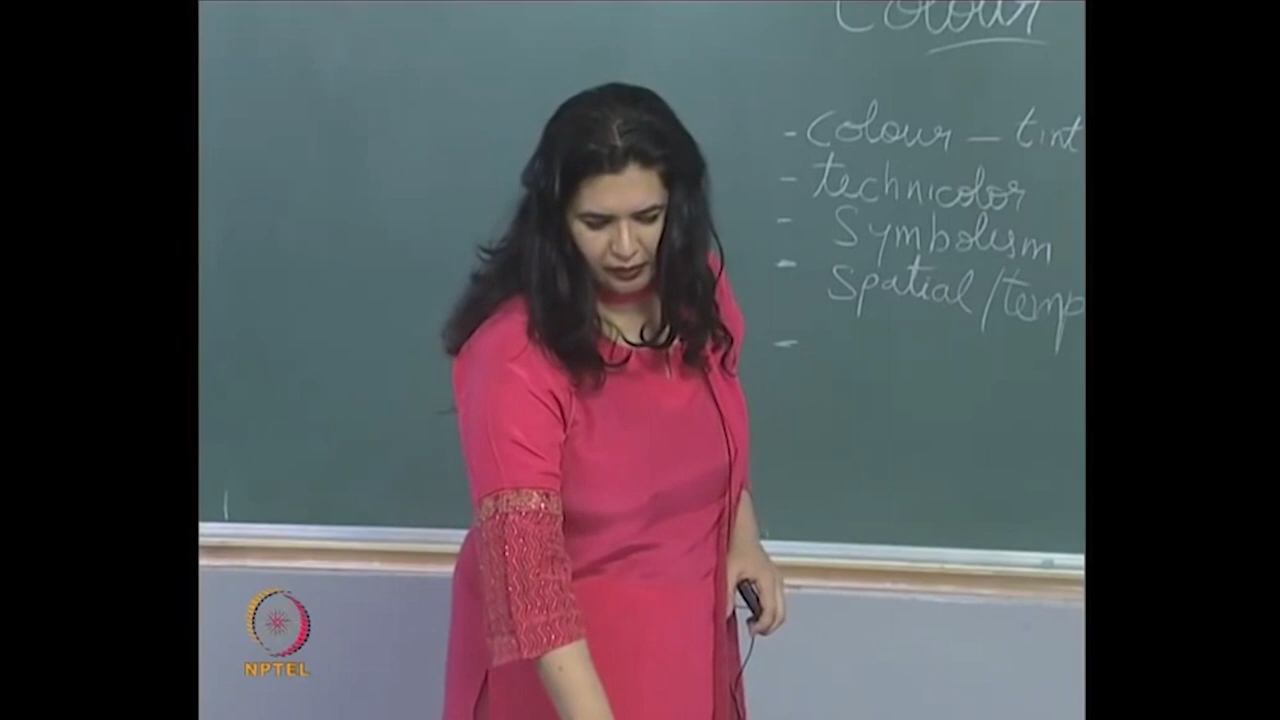 Colour
- Colour - tint
- technicolor
- Symbolism
- Spatial/temp
-
NPTEL